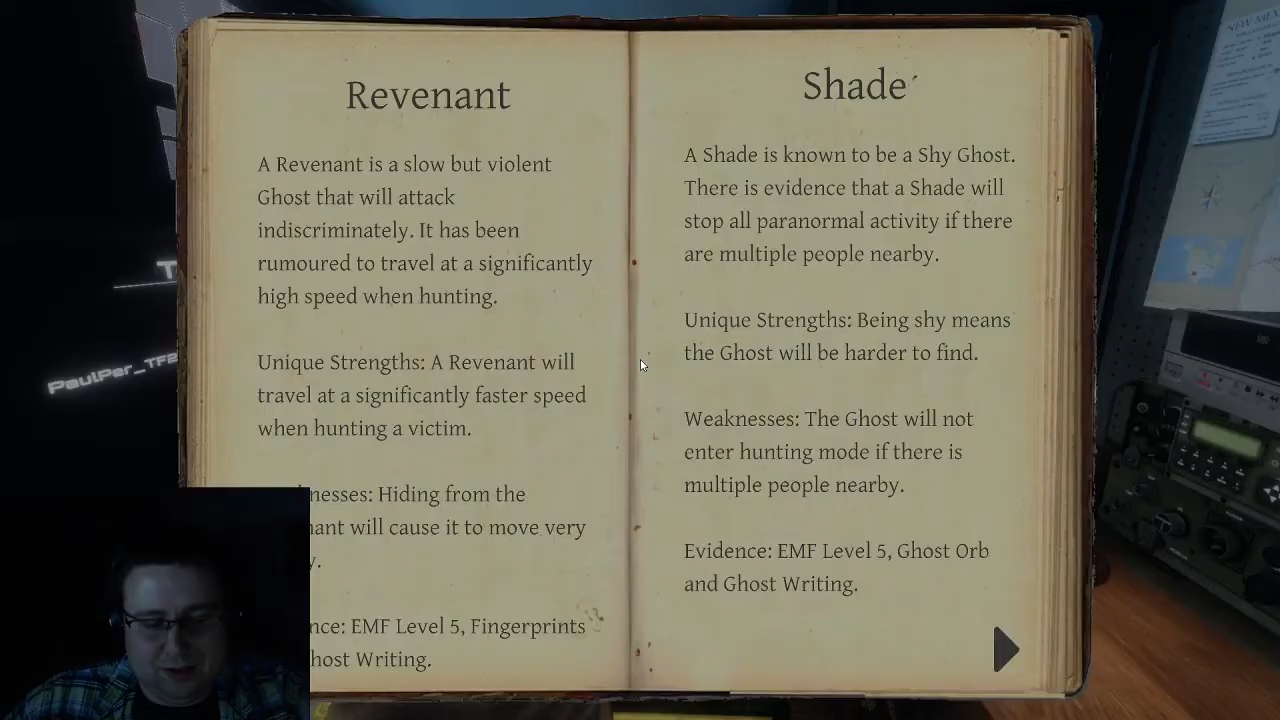 Revenant
A Revenant is a slow but violent
Ghost that will attack
indiscriminately. It has been
rumoured to travel at a significantly
high speed when hunting.
Unique Strengths: A Revenant will
travel at a significantly faster speed
when hunting a victim.
nesses: Hiding from the
nant will cause it to move very
y.
nce: EMF Level 5, Fingerprints
host Writing.
Shade
A Shade is known to be a Shy Ghost.
There is evidence that a Shade will
stop all paranormal activity if there
are multiple people nearby.
Unique Strengths: Being shy means
the Ghost will be harder to find.
Weaknesses: The Ghost will not
enter hunting mode if there is
multiple people nearby.
Evidence: EMF Level 5, Ghost Orb
and Ghost Writing.
PaulPer_TF2
NEW MEX